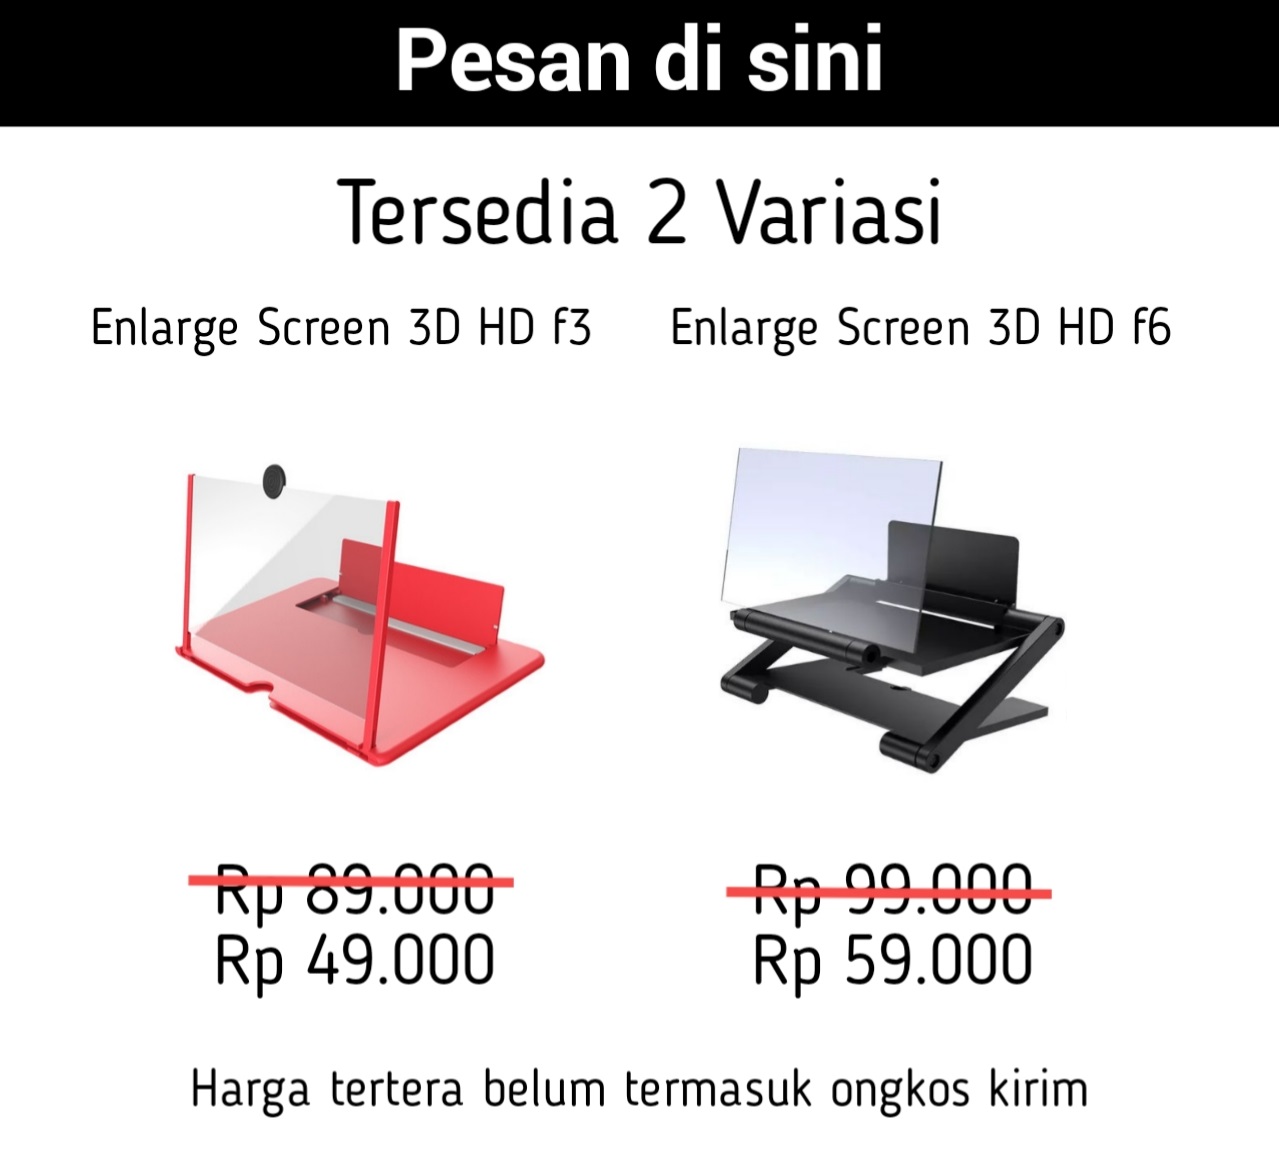 Pesan di sini
Tersedia 2 Variasi
Enlarge Screen 3D HD f3
Enlarge Screen 3D HD f6
Rp 89.000
Rp 49.000
Rp 99.000
Rp 59.000
Harga tertera belum termasuk ongkos kirim